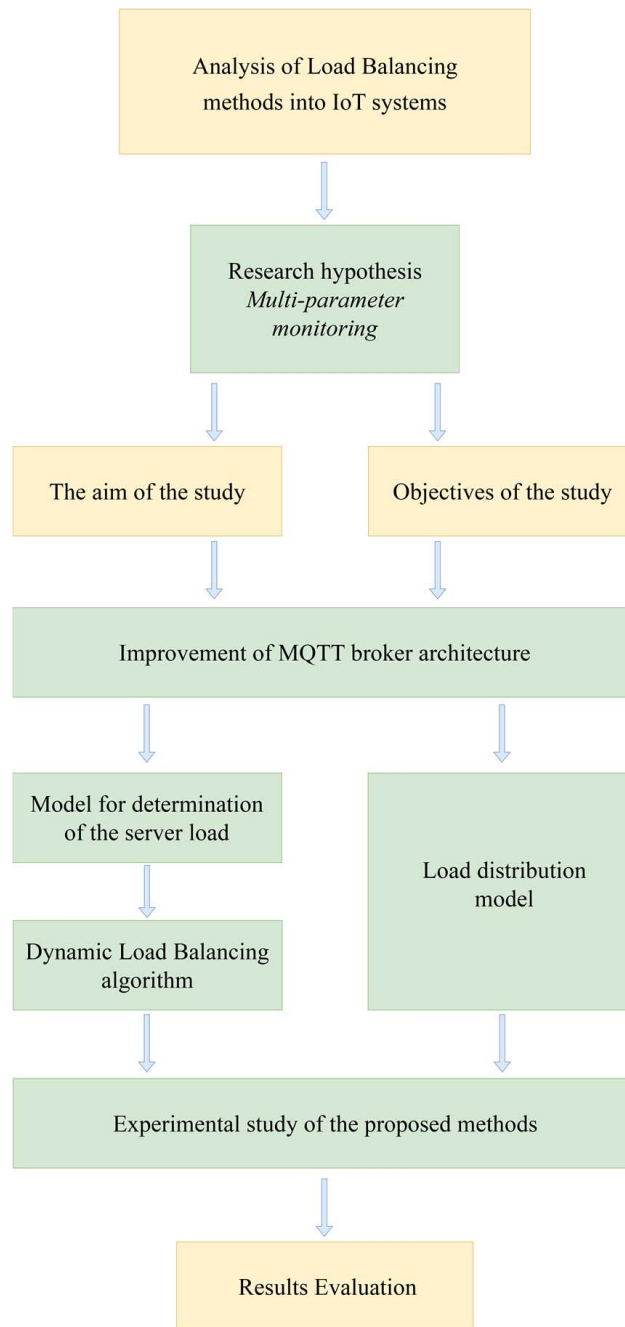 Analysis of Load Balancing
methods into IoT systems
Research hypothesis
Multi-parameter
monitoring
The aim of the study
Objectives of the study
Improvement of MQTT broker architecture
Model for determination
of the server load
Load distribution
model
Dynamic Load Balancing
algorithm
Experimental study of the proposed methods
Results Evaluation